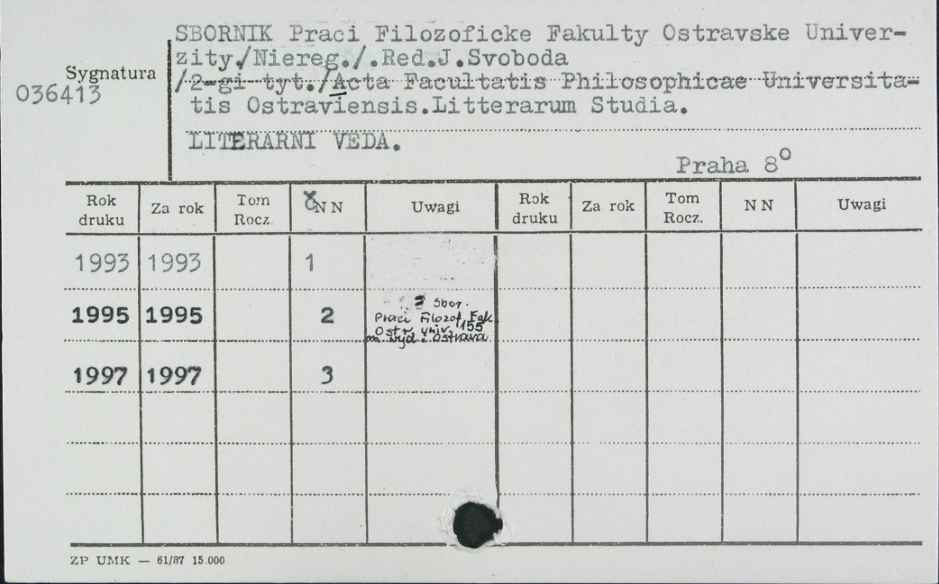 SBORNIK Praci Filozoficke Fakulty Ostravske Univer-
zity/Niereg./.Red.J.Svoboda
Sygnatura
036413
/2-gi tyt./Acta Facultatis Philosophicae Universita-
tis Ostraviensis.Litterarum Studia.
LITERARNI VEDA.
Praha 8°
Rok druku Za rok Tom Rocz. NN Uwagi Rok druku Za rok Tom Rocz. NN Uwagi
1993 1993 1
1995 1995 2
Sbor.
Praci Filozof. Fak
Ostr. Univ. 155
m. wyd. Ostrava
1997 1997 3
ZP UMK — 61/87 15.000